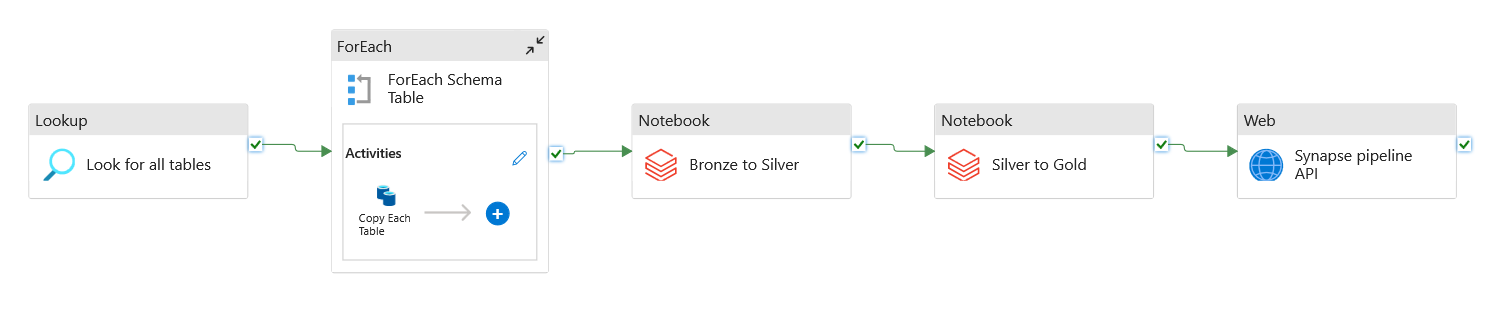 Lookup
Look for all tables
ForEach
ForEach Schema
Table
Activities
Copy Each
Table
Notebook
Bronze to Silver
Notebook
Silver to Gold
Web
Synapse pipeline
API